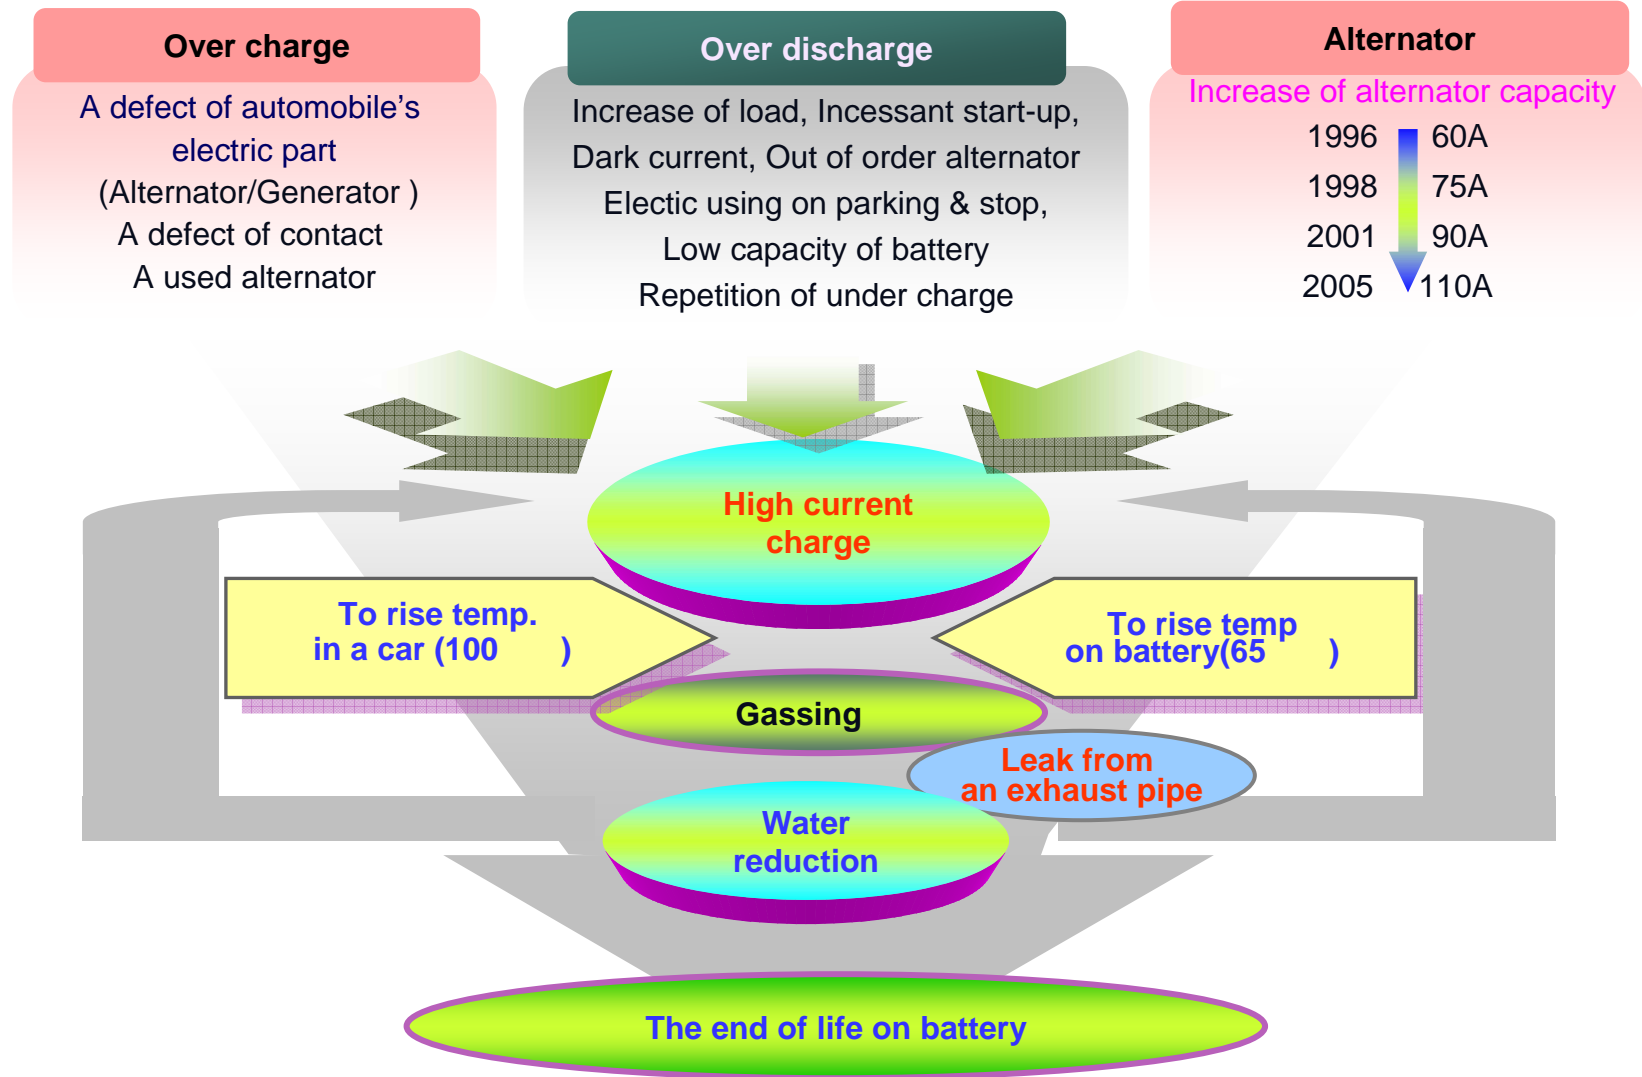 Over charge
A defect of automobile's
electric part
(Alternator/Generator )
A defect of contact
A used alternator
Over discharge
Increase of load, Incessant start-up,
Dark current, Out of order alternator
Electic using on parking & stop,
Low capacity of battery
Repetition of under charge
Alternator
Increase of alternator capacity
1996 60A
1998 75A
2001 90A
2005 110A
High current
charge
To rise temp.
in a car (100 )
To rise temp
on battery(65 )
Gassing
Leak from
an exhaust pipe
Water
reduction
The end of life on battery